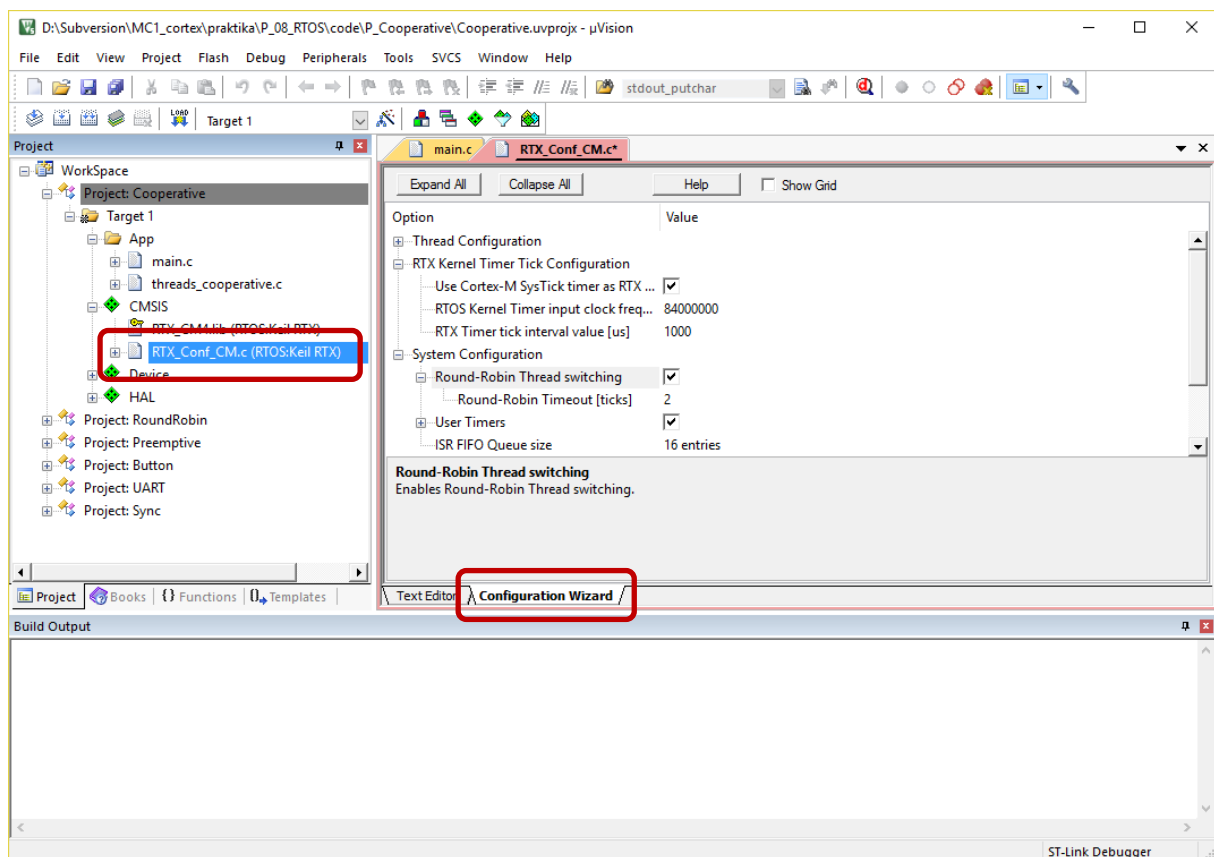 D:\Subversion\MC1_cortex\praktika\P_08_RTOS\code\P_Cooperative\Cooperative.uvprojx - µVision
File Edit View Project Flash Debug Peripherals Tools SVCS Window Help
stdout_putchar
LOAD Target 1
Project
main.c RTX_Conf_CM.c*
WorkSpace
Project: Cooperative
Target 1
App
main.c
threads_cooperative.c
CMSIS
RTX_CM4.lib (RTOS:Keil RTX)
RTX_Conf_CM.c (RTOS:Keil RTX)
Device
HAL
Project: RoundRobin
Project: Preemptive
Project: Button
Project: UART
Project: Sync
Expand All Collapse All Help Show Grid
Option Value
Thread Configuration
RTX Kernel Timer Tick Configuration
Use Cortex-M SysTick timer as RTX ...
RTOS Kernel Timer input clock freq... 84000000
RTX Timer tick interval value [us] 1000
System Configuration
Round-Robin Thread switching
Round-Robin Timeout [ticks] 2
User Timers
ISR FIFO Queue size 16 entries
Round-Robin Thread switching
Enables Round-Robin Thread switching.
Project Books {} Functions 0 Templates
Text Editor Configuration Wizard
Build Output
ST-Link Debugger